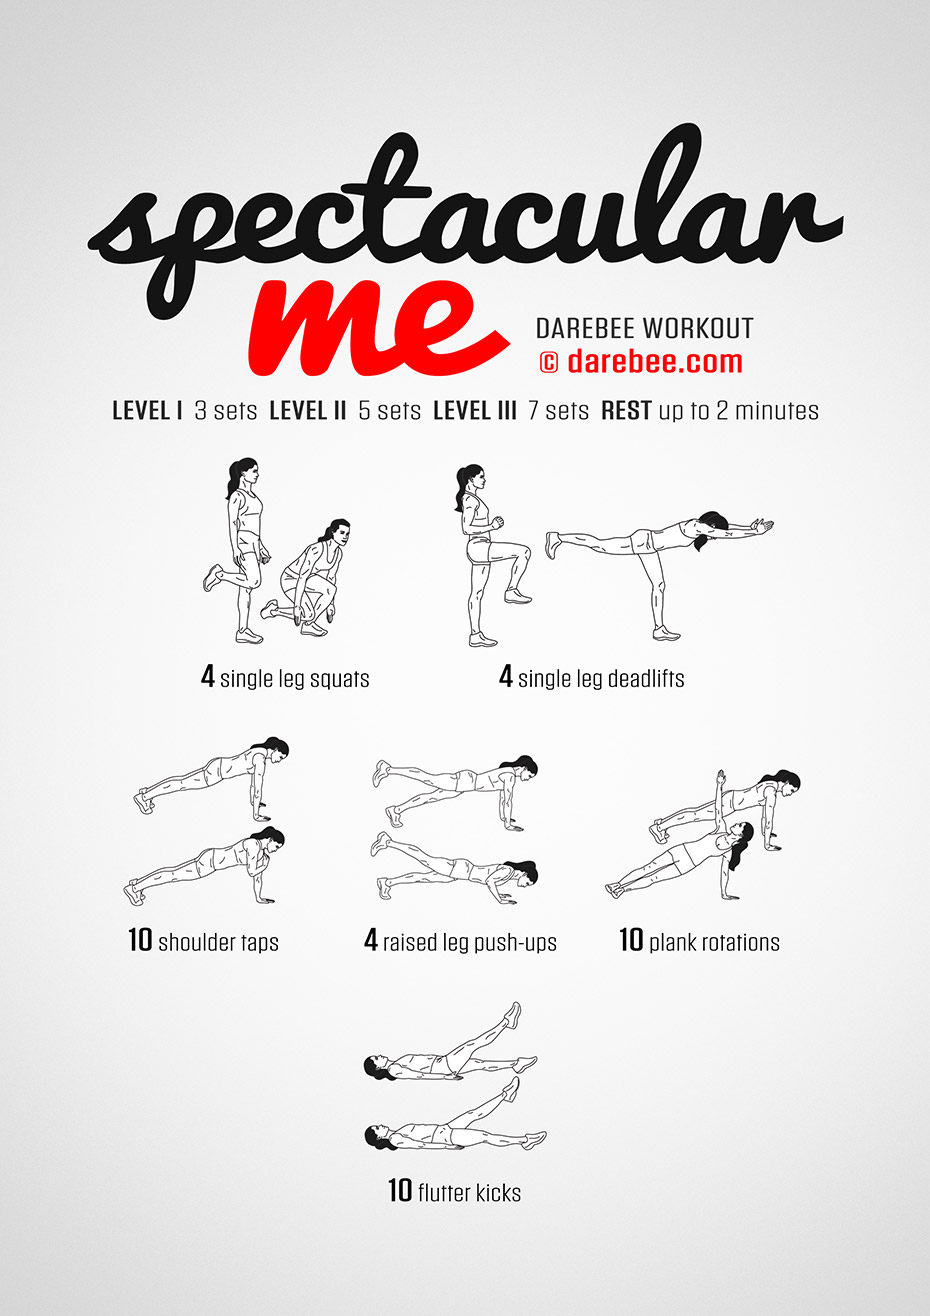 spectacular
me
DAREBEE WORKOUT
© darebee.com
LEVEL I 3 sets LEVEL II 5 sets LEVEL III 7 sets REST up to 2 minutes
4 single leg squats
4 single leg deadlifts
10 shoulder taps
4 raised leg push-ups
10 plank rotations
10 flutter kicks